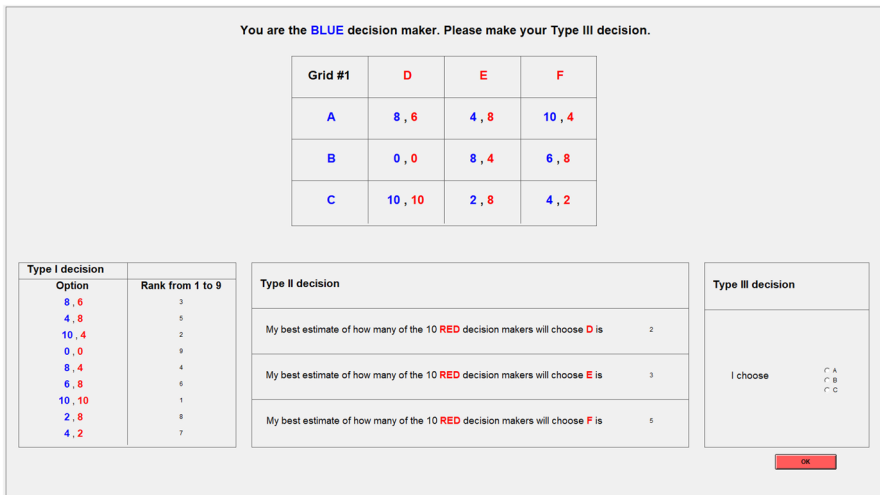 You are the BLUE decision maker. Please make your Type III decision.
Grid #1 D E F
A 8 , 6 4 , 8 10 , 4
B 0 , 0 8 , 4 6 , 8
C 10 , 10 2 , 8 4 , 2
Type I decision
Option Rank from 1 to 9
8 , 6 3
4 , 8 5
10 , 4 2
0 , 0 9
8 , 4 4
6 , 8 6
10 , 10 1
2 , 8 8
4 , 2 7
Type II decision
My best estimate of how many of the 10 RED decision makers will choose D is 2
My best estimate of how many of the 10 RED decision makers will choose E is 3
My best estimate of how many of the 10 RED decision makers will choose F is 5
Type III decision
I choose
A
B
C
OK